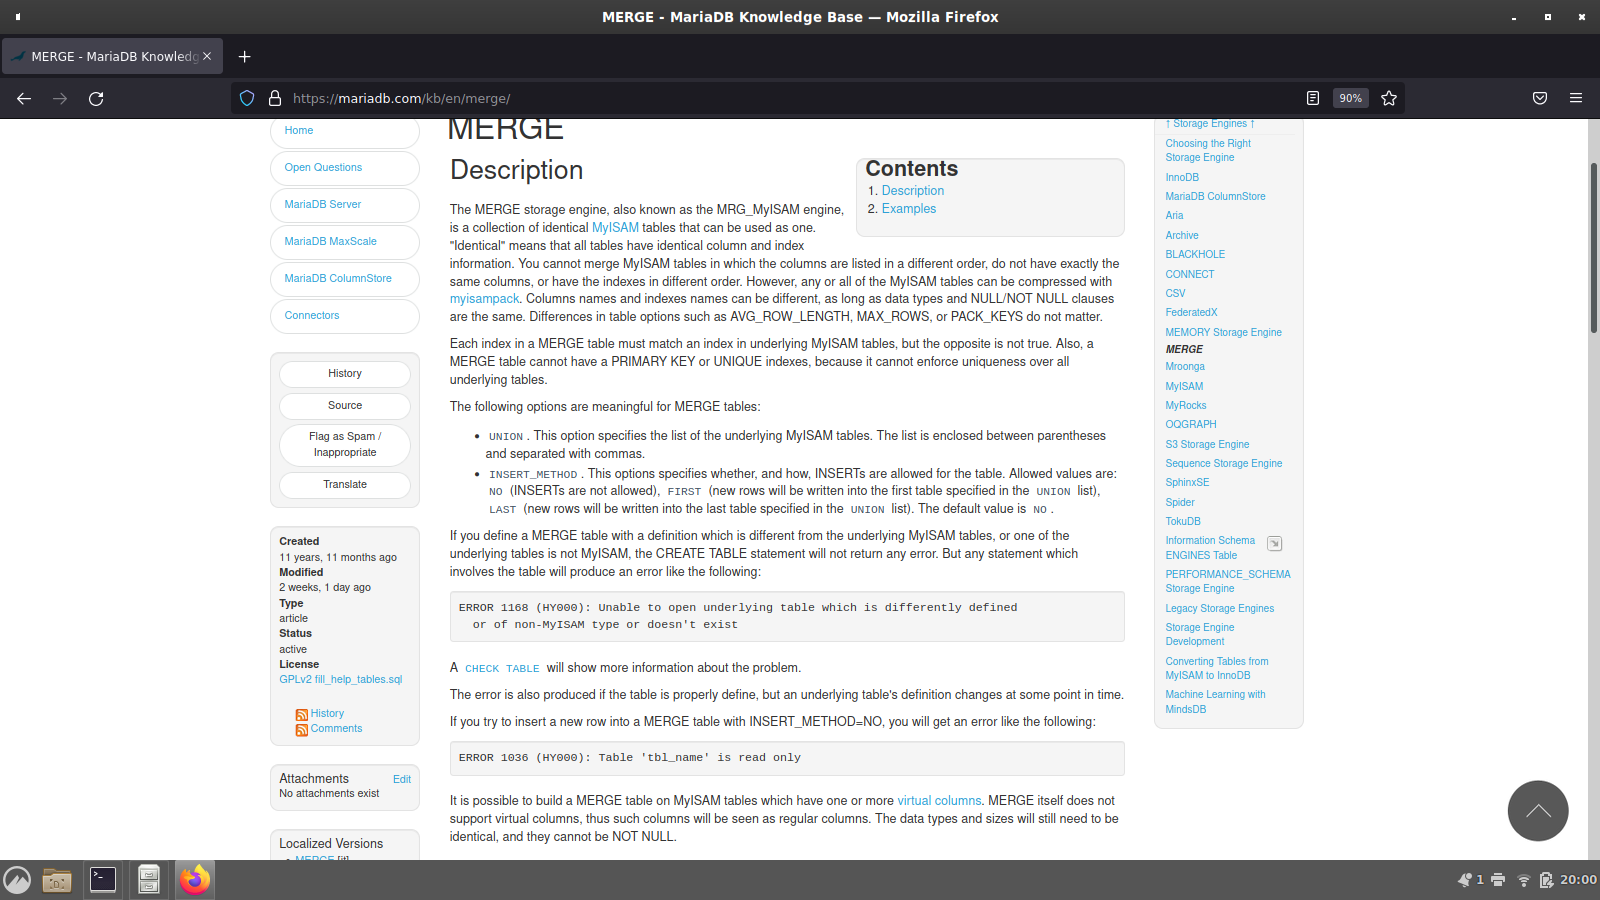 MERGE - MariaDB Knowledge Base — Mozilla Firefox
MERGE - MariaDB Knowledg
https://mariadb.com/kb/en/merge/
90%
Home
Open Questions
MariaDB Server
MariaDB MaxScale
MariaDB ColumnStore
Connectors
History
Source
Flag as Spam /
Inappropriate
Translate
Created
11 years, 11 months ago
Modified
2 weeks, 1 day ago
Type
article
Status
active
License
GPLv2 fill_help_tables.sql
History
Comments
Attachments Edit
No attachments exist
Localized Versions
MERGE [it]
MERGE
Description
Contents
1. Description
2. Examples
The MERGE storage engine, also known as the MRG_MyISAM engine,
is a collection of identical MyISAM tables that can be used as one.
"Identical" means that all tables have identical column and index
information. You cannot merge MyISAM tables in which the columns are listed in a different order, do not have exactly the
same columns, or have the indexes in different order. However, any or all of the MyISAM tables can be compressed with
myisampack. Columns names and indexes names can be different, as long as data types and NULL/NOT NULL clauses
are the same. Differences in table options such as AVG_ROW_LENGTH, MAX_ROWS, or PACK_KEYS do not matter.
Each index in a MERGE table must match an index in underlying MyISAM tables, but the opposite is not true. Also, a
MERGE table cannot have a PRIMARY KEY or UNIQUE indexes, because it cannot enforce uniqueness over all
underlying tables.
The following options are meaningful for MERGE tables:
• UNION . This option specifies the list of the underlying MyISAM tables. The list is enclosed between parentheses
and separated with commas.
• INSERT_METHOD . This options specifies whether, and how, INSERTs are allowed for the table. Allowed values are:
NO (INSERTs are not allowed), FIRST (new rows will be written into the first table specified in the UNION list),
LAST (new rows will be written into the last table specified in the UNION list). The default value is NO .
If you define a MERGE table with a definition which is different from the underlying MyISAM tables, or one of the
underlying tables is not MyISAM, the CREATE TABLE statement will not return any error. But any statement which
involves the table will produce an error like the following:
ERROR 1168 (HY000): Unable to open underlying table which is differently defined
or of non-MyISAM type or doesn't exist
A CHECK TABLE will show more information about the problem.
The error is also produced if the table is properly define, but an underlying table's definition changes at some point in time.
If you try to insert a new row into a MERGE table with INSERT_METHOD=NO, you will get an error like the following:
ERROR 1036 (HY000): Table 'tbl_name' is read only
It is possible to build a MERGE table on MyISAM tables which have one or more virtual columns. MERGE itself does not
support virtual columns, thus such columns will be seen as regular columns. The data types and sizes will still need to be
identical, and they cannot be NOT NULL.
↑ Storage Engines ↑
Choosing the Right
Storage Engine
InnoDB
MariaDB ColumnStore
Aria
Archive
BLACKHOLE
CONNECT
CSV
FederatedX
MEMORY Storage Engine
MERGE
Mroonga
MyISAM
MyRocks
OQGRAPH
S3 Storage Engine
Sequence Storage Engine
SphinxSE
Spider
TokuDB
Information Schema
ENGINES Table
PERFORMANCE_SCHEMA
Storage Engine
Legacy Storage Engines
Storage Engine
Development
Converting Tables from
MyISAM to InnoDB
Machine Learning with
MindsDB
1
20:00